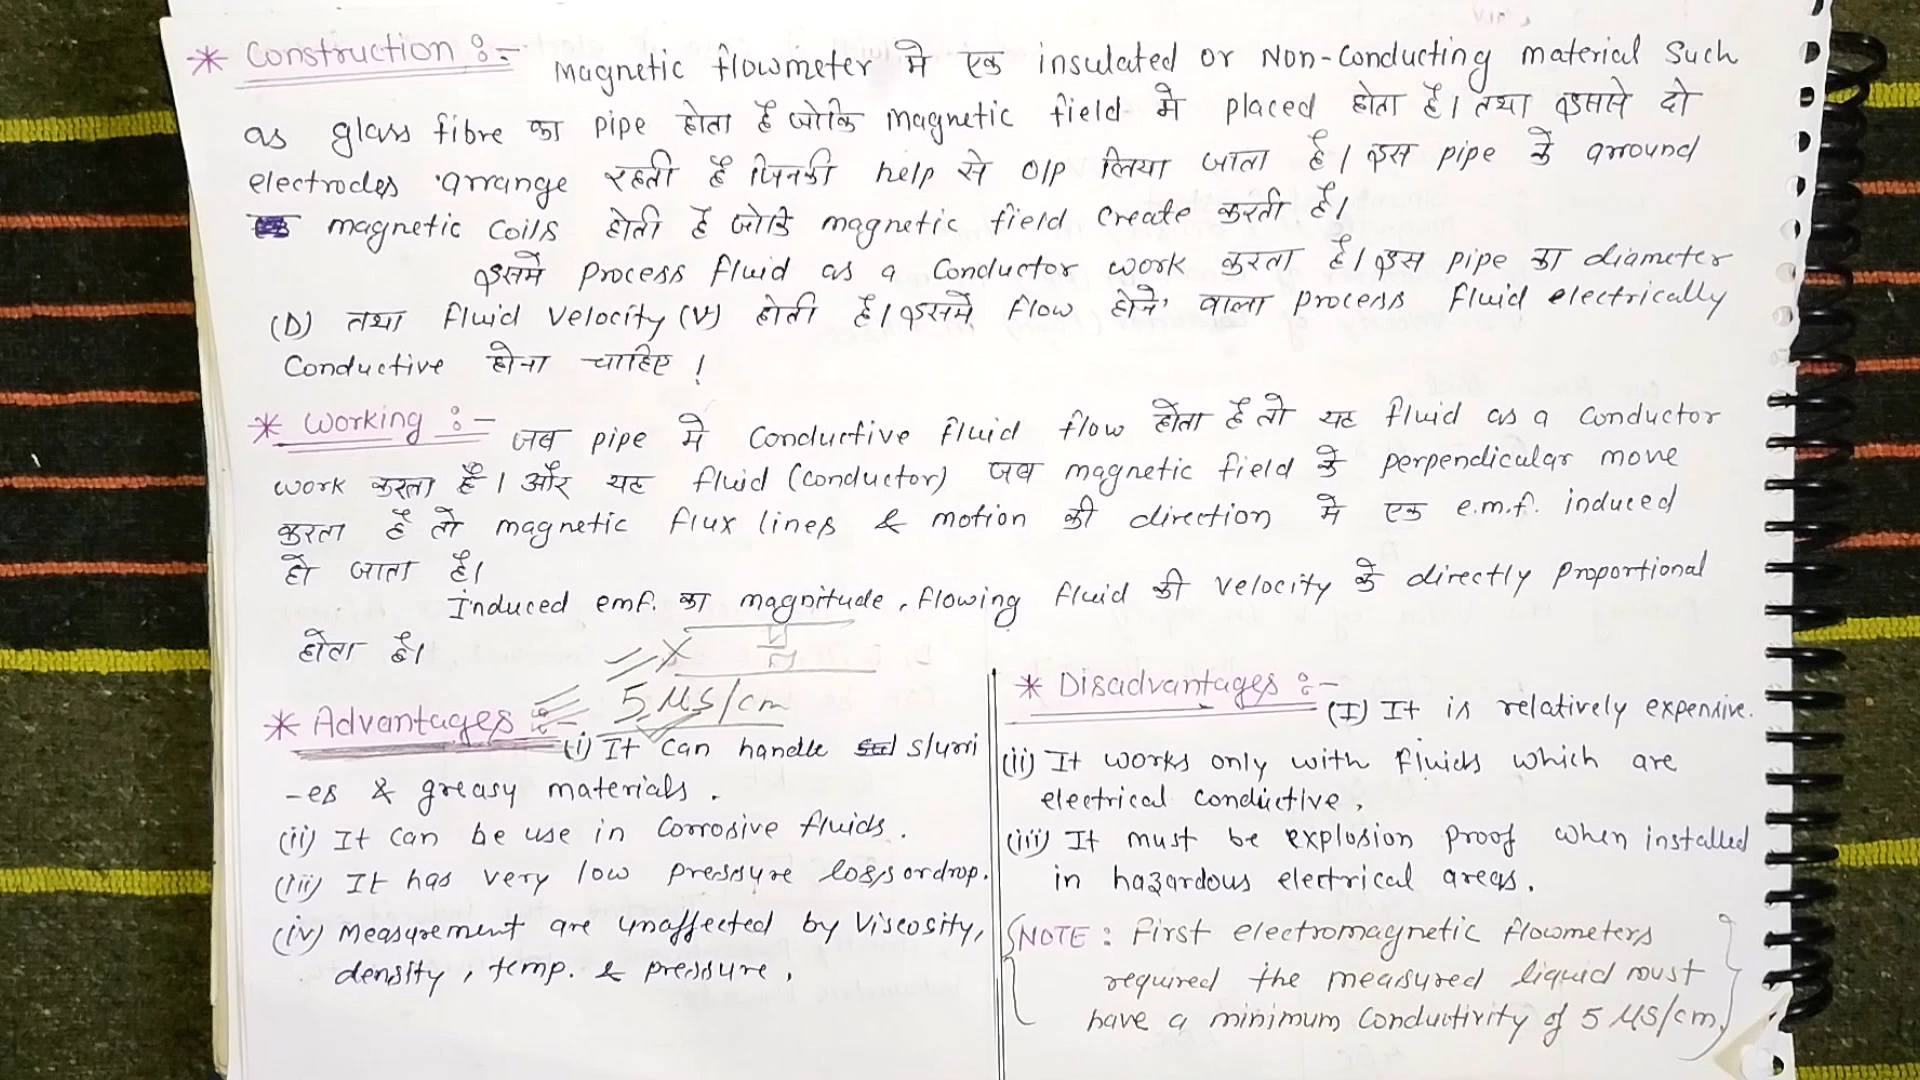 * Construction :- Magnetic flowmeter मे एक insulated or Non-Conducting material Such
as glass fibre का pipe होता है जोकि magnetic field मे placed होता है। तथा इससे दो
electrodes arrange रहती है जिनकी help से O/P लिया जाता है। इस pipe के arround
magnetic Coils होती है जोकि magnetic field Create करती है।
इसमें Process fluid as a Conductor work करता है। इस pipe का diameter
(D) तथा fluid Velocity (V) होती है। इसमें flow होने वाला process fluid electrically
Conductive होना चाहिए !
* Working :- जब pipe मे Conductive fluid flow होता है तो यह fluid as a Conductor
work करता है। और यह fluid (conductor) जब magnetic field के perpendicular move
करता है तो magnetic flux lines & motion की direction मे एक e.m.f. induced
हो जाता है।
Induced emf. का magnitude, flowing fluid की velocity के directly proportional
होता है।
5 μs/cm
* Advantages :- (i) It can handle slurri
-es & greasy materials.
(ii) It can be use in Corrosive fluids.
(iii) It has very low pressure loss or drop.
(iv) Measurement are unaffected by Viscosity,
density, temp. & pressure.
* Disadvantages :- (I) It is relatively expensive.
(ii) It works only with fluids which are
electrical conductive,
(iii) It must be explosion proof when installed
in hazardous electrical areas.
NOTE : First electromagnetic flowmeters
required the measured liquid must
have a minimum conductivity of 5 μs/cm,